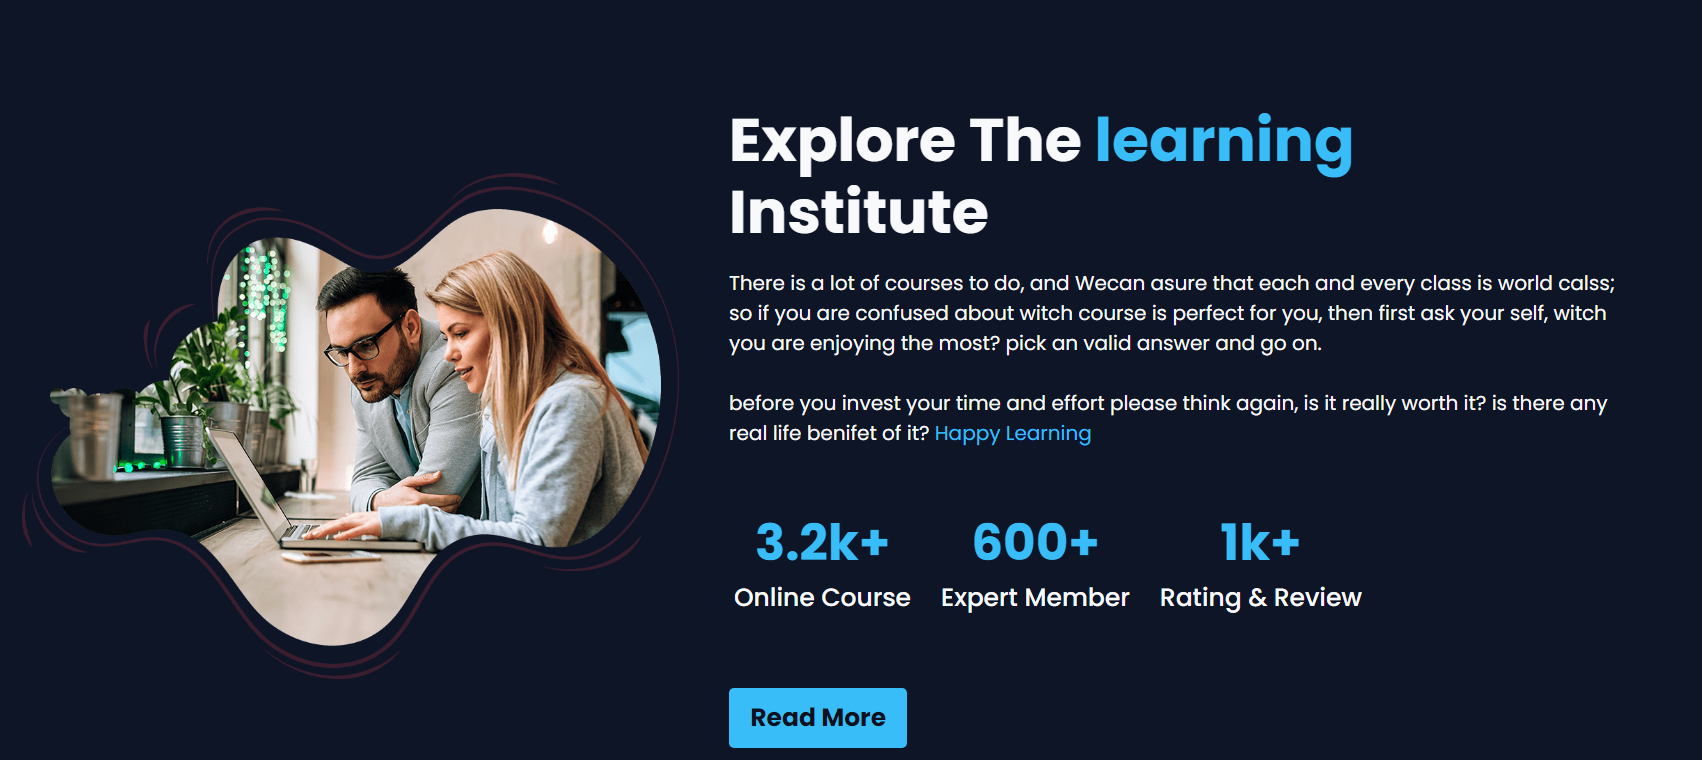 Explore The learning
Institute
There is a lot of courses to do, and Wecan asure that each and every class is world calss;
so if you are confused about witch course is perfect for you, then first ask your self, witch
you are enjoying the most? pick an valid answer and go on.
before you invest your time and effort please think again, is it really worth it? is there any
real life benifet of it? Happy Learning
3.2k+ 600+ 1k+
Online Course Expert Member Rating & Review
Read More